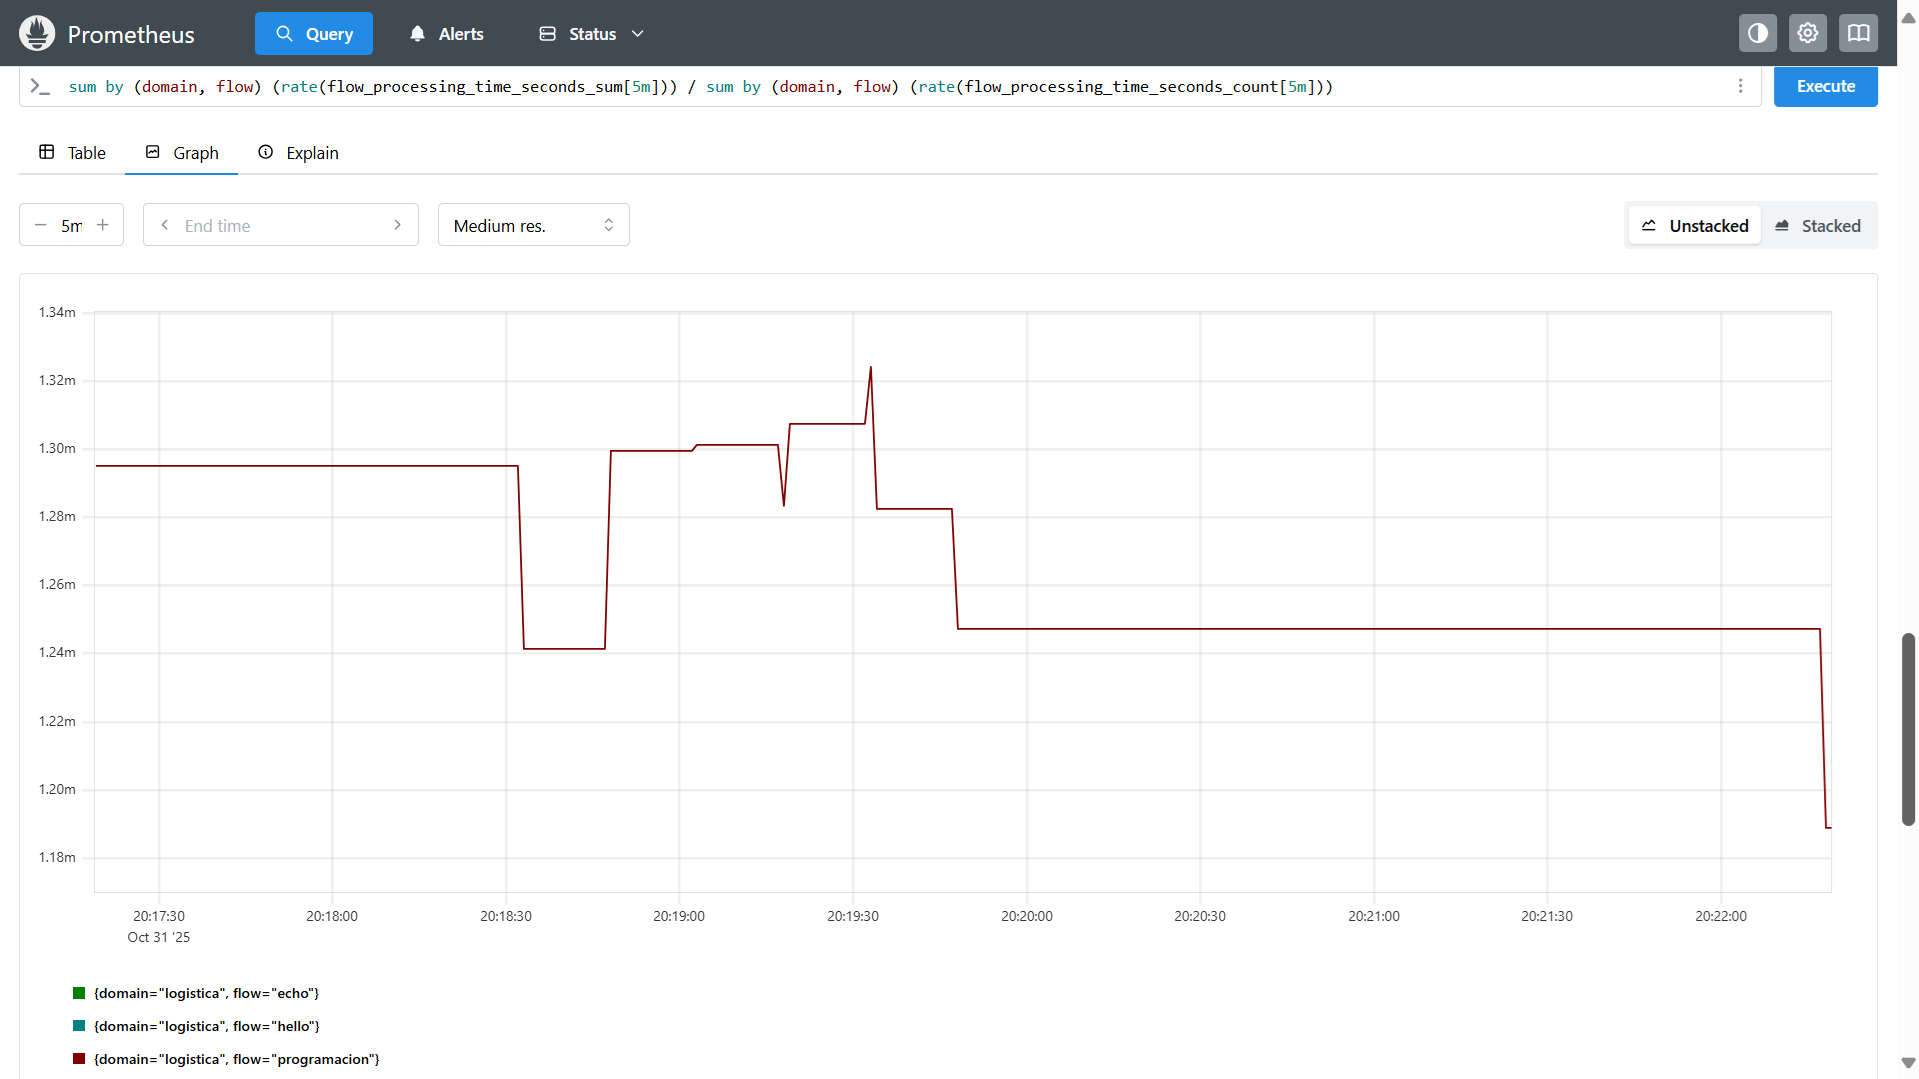 Prometheus
Query
Alerts
Status
sum by (domain, flow) (rate(flow_processing_time_seconds_sum[5m])) / sum by (domain, flow) (rate(flow_processing_time_seconds_count[5m]))
Execute
Table
Graph
Explain
5m
End time
Medium res.
Unstacked
Stacked
1.34m
1.32m
1.30m
1.28m
1.26m
1.24m
1.22m
1.20m
1.18m
20:17:30 20:18:00 20:18:30 20:19:00 20:19:30 20:20:00 20:20:30 20:21:00 20:21:30 20:22:00
Oct 31 '25
{domain="logistica", flow="echo"}
{domain="logistica", flow="hello"}
{domain="logistica", flow="programacion"}